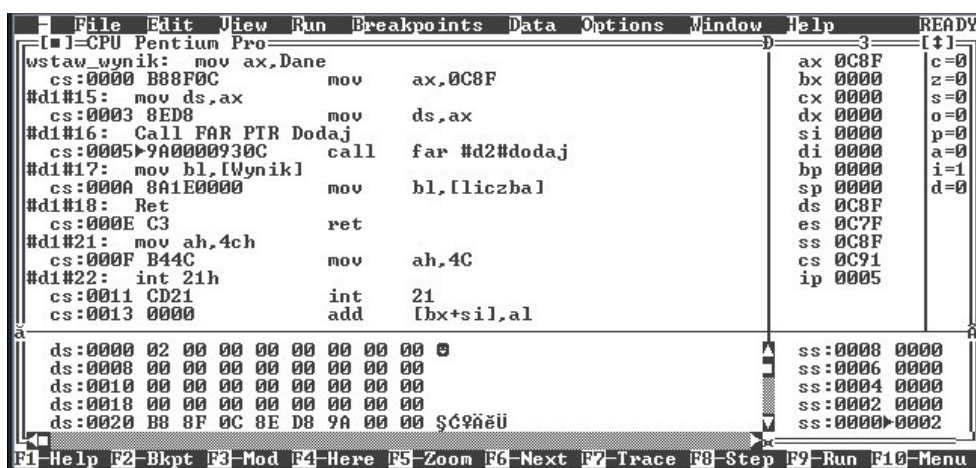 File Edit View Run Breakpoints Data Options Window Help READY
[■]=CPU Pentium Pro 3 [↕]
wstaw_wynik: mov ax,Dane ax 0C8F c=0
cs:0000 B88F0C mov ax,0C8F bx 0000 z=0
#d1#15: mov ds,ax cx 0000 s=0
cs:0003 8ED8 mov ds,ax dx 0000 o=0
#d1#16: Call FAR PTR Dodaj si 0000 p=0
cs:0005►9A0000930C call far #d2#dodaj di 0000 a=0
#d1#17: mov bl,[Wynik] bp 0000 i=1
cs:000A 8A1E0000 mov bl,[liczba] sp 0000 d=0
#d1#18: Ret ds 0C8F
cs:000E C3 ret es 0C7F
#d1#21: mov ah,4ch ss 0C8F
cs:000F B44C mov ah,4C cs 0C91
#d1#22: int 21h ip 0005
cs:0011 CD21 int 21
cs:0013 0000 add [bx+si],al
ds:0000 02 00 00 00 00 00 00 00 ☻ ss:0008 0000
ds:0008 00 00 00 00 00 00 00 00 ss:0006 0000
ds:0010 00 00 00 00 00 00 00 00 ss:0004 0000
ds:0018 00 00 00 00 00 00 00 00 ss:0002 0000
ds:0020 B8 8F 0C 8E D8 9A 00 00 ŞĆ♀ÄěÜ ss:0000►0002
F1-Help F2-Bkpt F3-Mod F4-Here F5-Zoom F6-Next F7-Trace F8-Step F9-Run F10-Menu